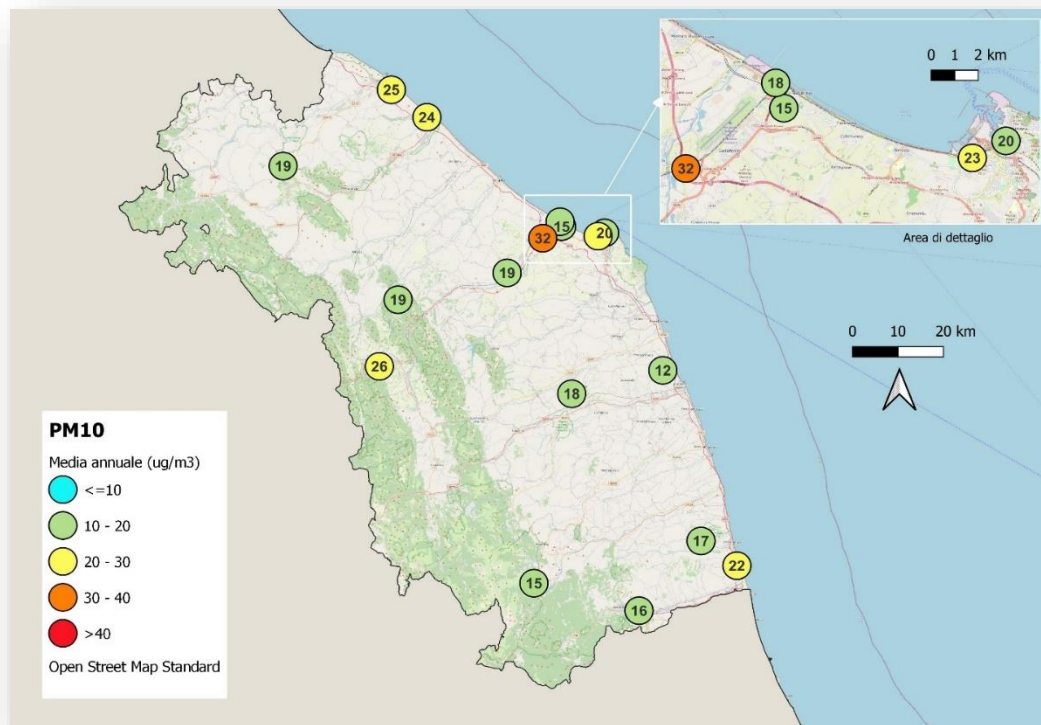 0 1 2 km
18
15
20
23
32
Area di dettaglio
25
24
19
15
20
32
19
19
0 10 20 km
26
12
18
17
22
15
16
PM10
Media annuale (ug/m3)
<=10
10 - 20
20 - 30
30 - 40
>40
Open Street Map Standard